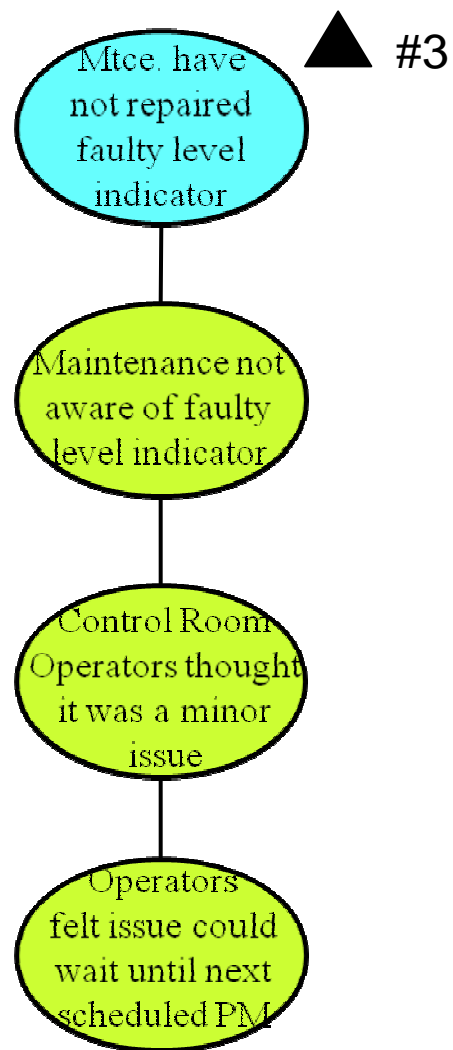 #3
Mtce. have
not repaired
faulty level
indicator
Maintenance not
aware of faulty
level indicator
Control Room
Operators thought
it was a minor
issue
Operators
felt issue could
wait until next
scheduled PM